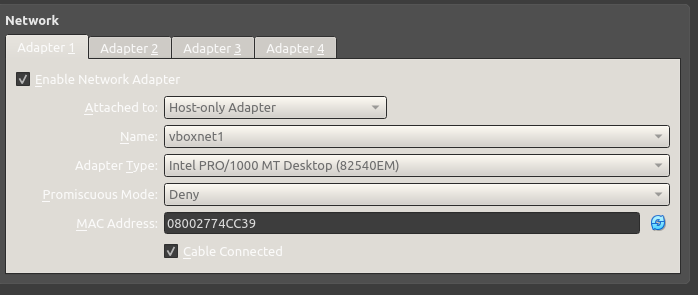 Network
Adapter 1 Adapter 2 Adapter 3 Adapter 4
Enable Network Adapter
Attached to: Host-only Adapter
Name: vboxnet1
Adapter Type: Intel PRO/1000 MT Desktop (82540EM)
Promiscuous Mode: Deny
MAC Address: 08002774CC39
Cable Connected